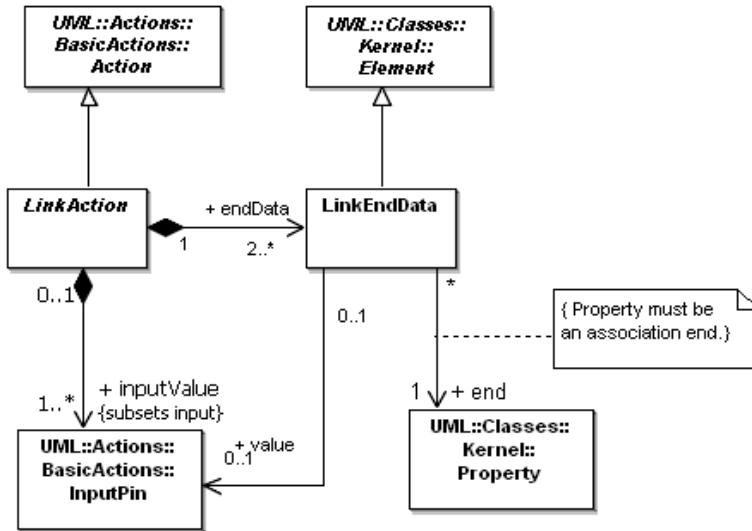 UML::Actions::
BasicActions::
Action
UML::Classes::
Kernel::
Element
LinkAction
+ endData
1
2..*
LinkEndData
0..1
*
0..1
{ Property must be
an association end.}
+ inputValue
1..*
{subsets input}
1
+ end
UML::Actions::
BasicActions::
InputPin
+ value
0..1
UML::Classes::
Kernel::
Property